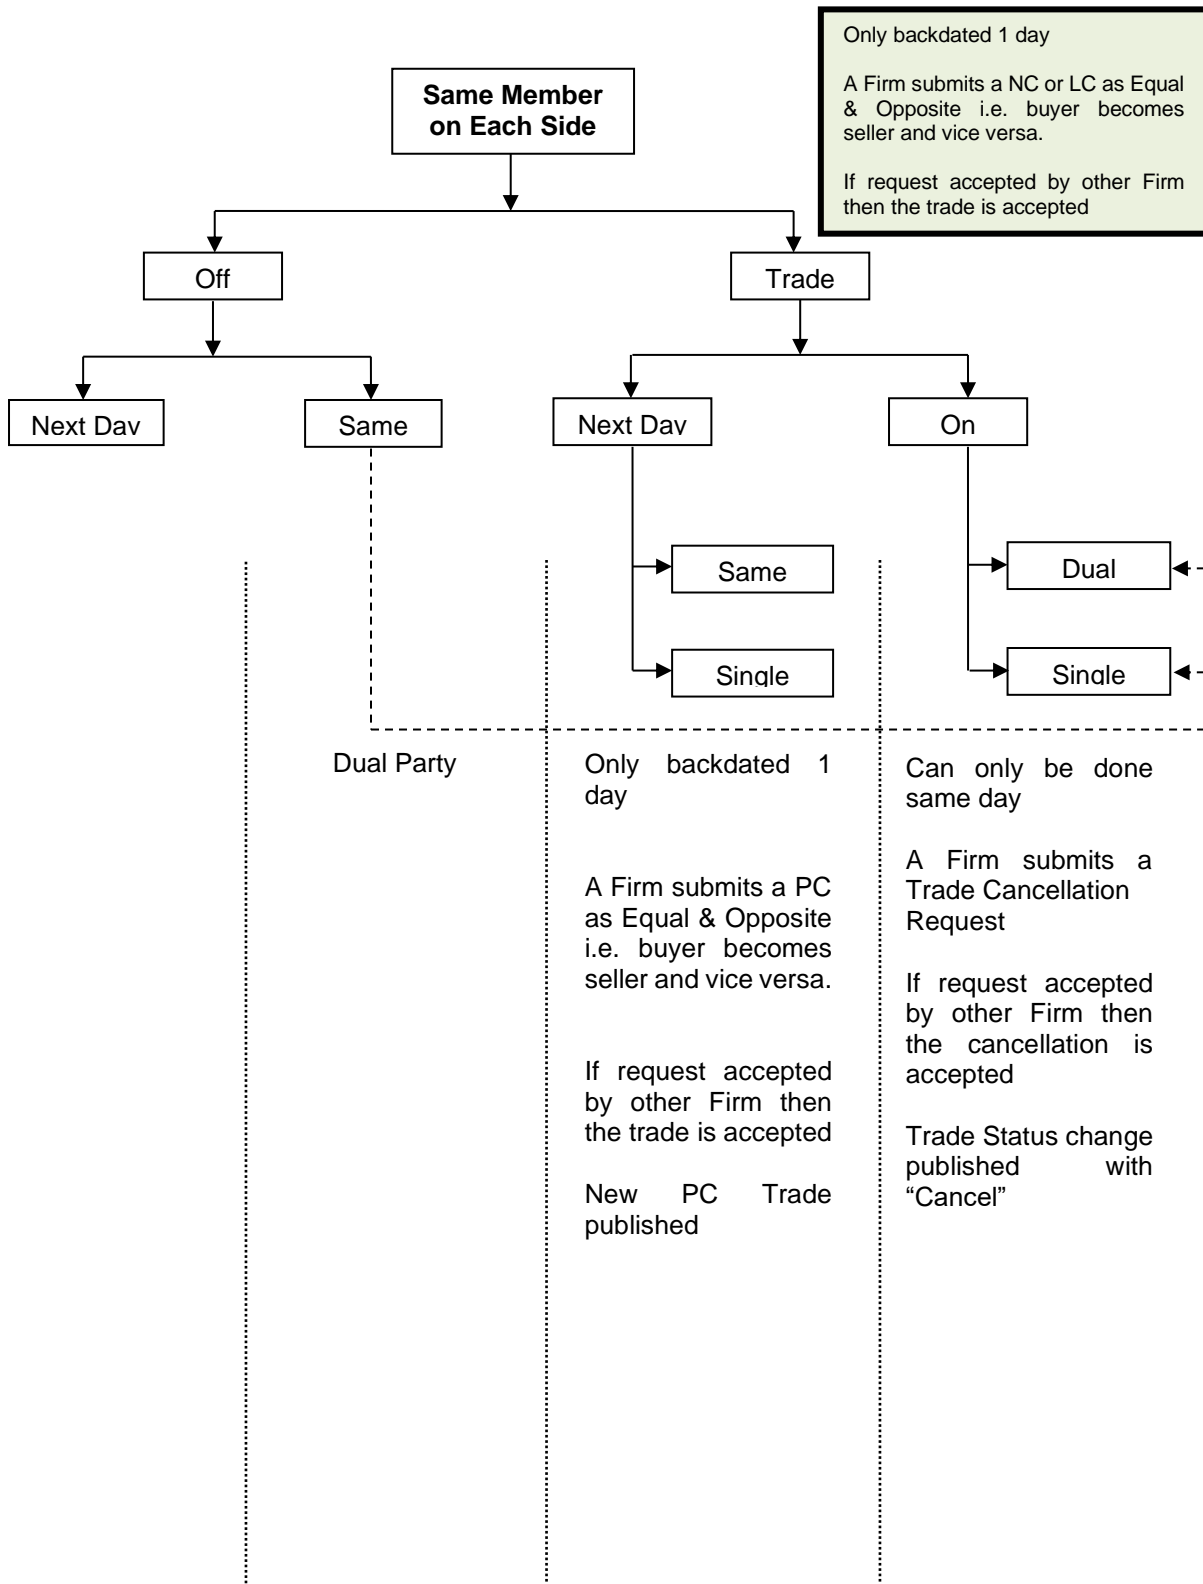 Only backdated 1 day
A Firm submits a NC or LC as Equal
& Opposite i.e. buyer becomes
seller and vice versa.
If request accepted by other Firm
then the trade is accepted
Same Member
on Each Side
Off
Trade
Next Day
Same
Next Day
On
Same
Dual
Single
Single
Dual Party
Only backdated 1
day
A Firm submits a PC
as Equal & Opposite
i.e. buyer becomes
seller and vice versa.
If request accepted
by other Firm then
the trade is accepted
New PC Trade
published
Can only be done
same day
A Firm submits a
Trade Cancellation
Request
If request accepted
by other Firm then
the cancellation is
accepted
Trade Status change
published with
“Cancel”